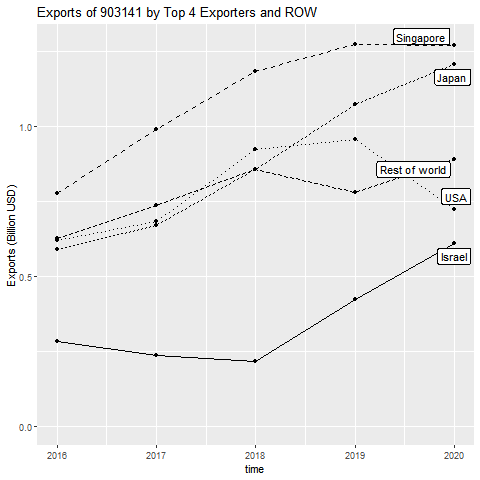 Exports of 903141 by Top 4 Exporters and ROW
Singapore
Japan
Rest of world
USA
Israel
Exports (Billion USD)
1.0
0.5
0.0
2016 2017 2018 2019 2020
time